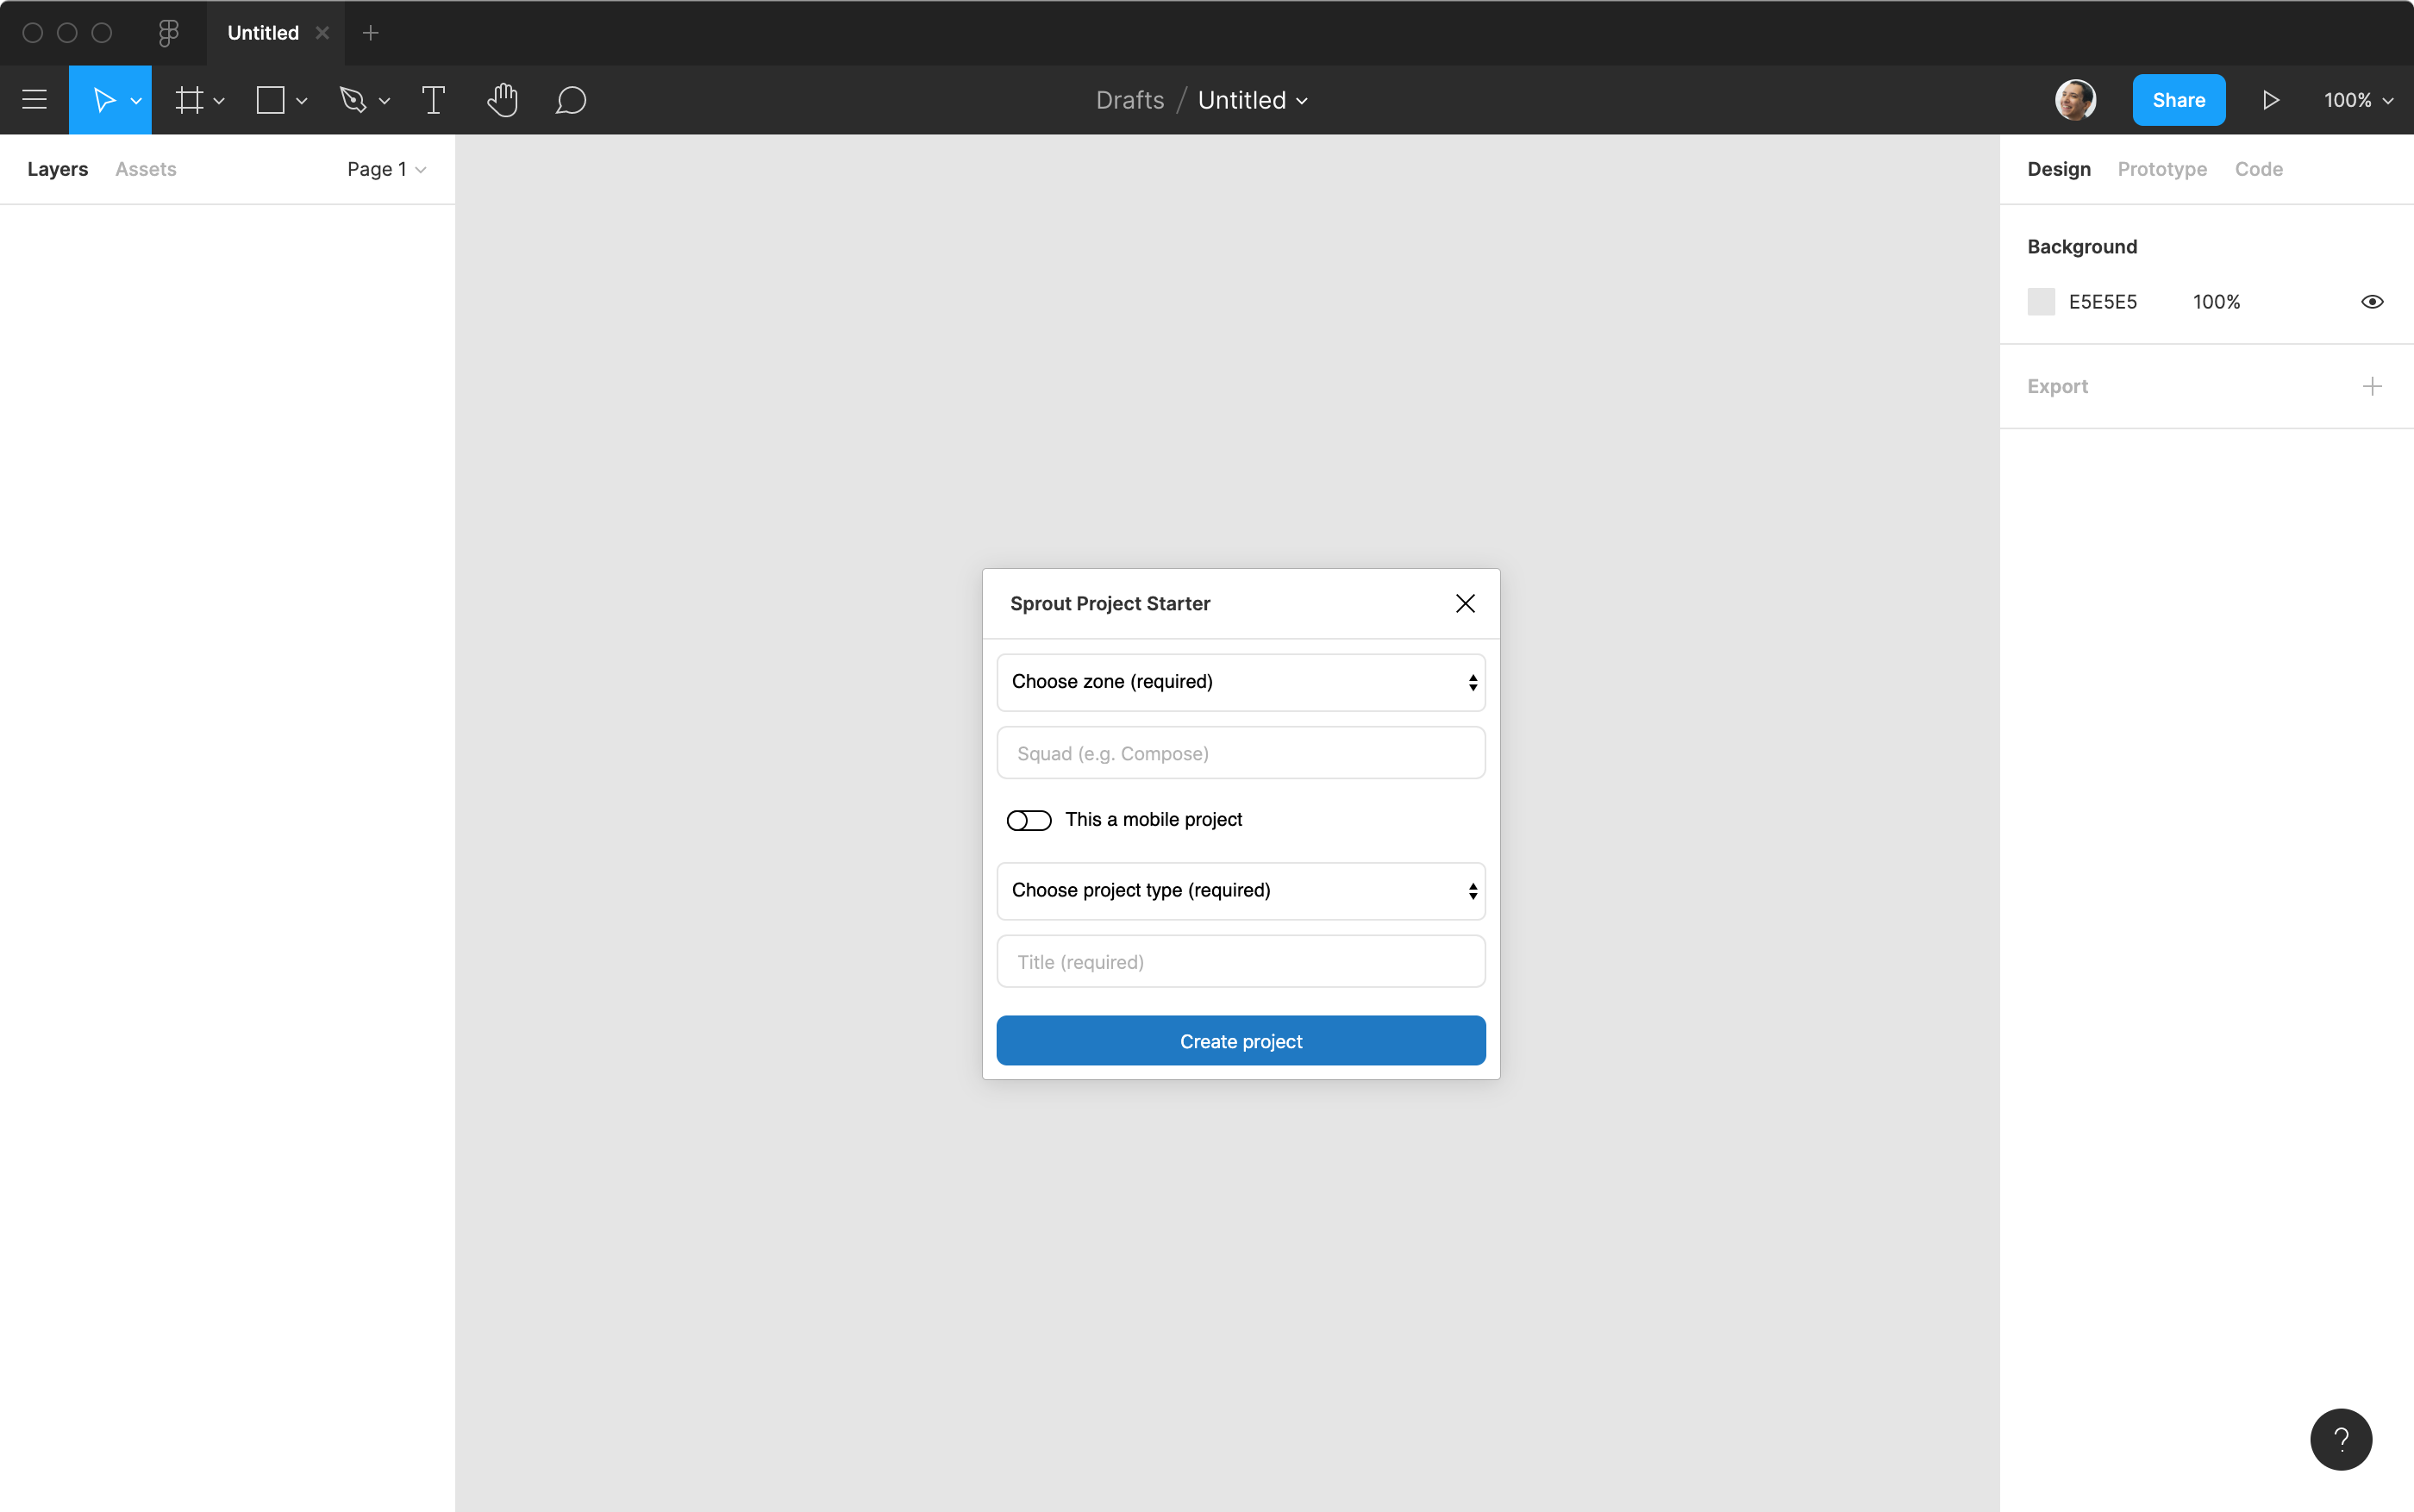 Untitled
Drafts / Untitled
Share
100%
Layers
Assets
Page 1
Design
Prototype
Code
Background
E5E5E5
100%
Export
Sprout Project Starter
Choose zone (required)
Squad (e.g. Compose)
This a mobile project
Choose project type (required)
Title (required)
Create project
?